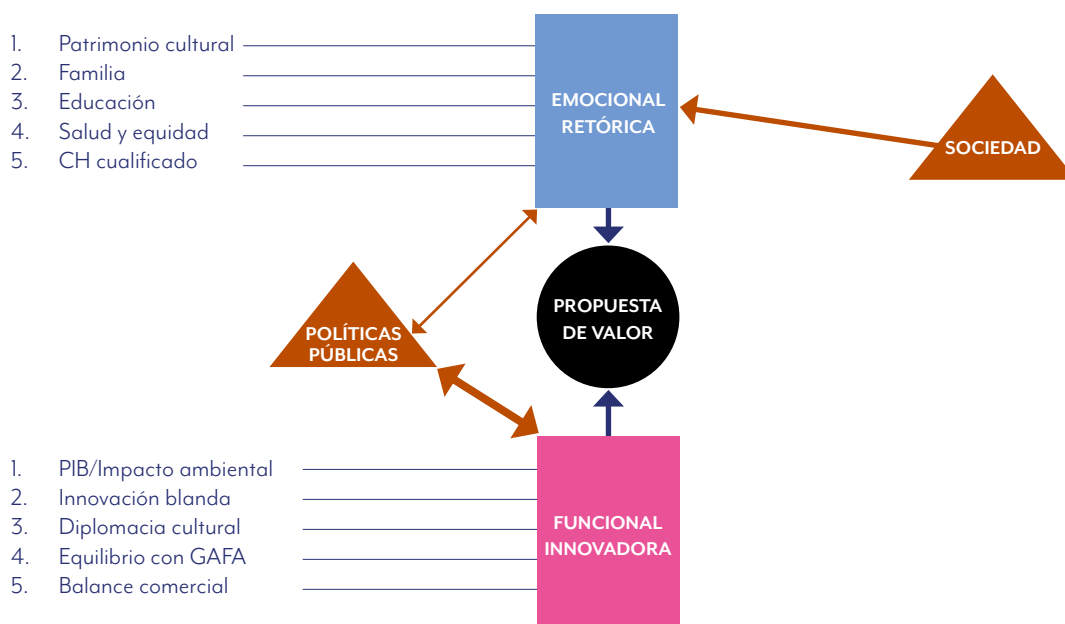 1. Patrimonio cultural
2. Familia
3. Educación
4. Salud y equidad
5. CH cualificado
EMOCIONAL
RETÓRICA
SOCIEDAD
PROPUESTA
DE VALOR
POLÍTICAS
PÚBLICAS
1. PIB/Impacto ambiental
2. Innovación blanda
3. Diplomacia cultural
4. Equilibrio con GAFA
5. Balance comercial
FUNCIONAL
INNOVADORA